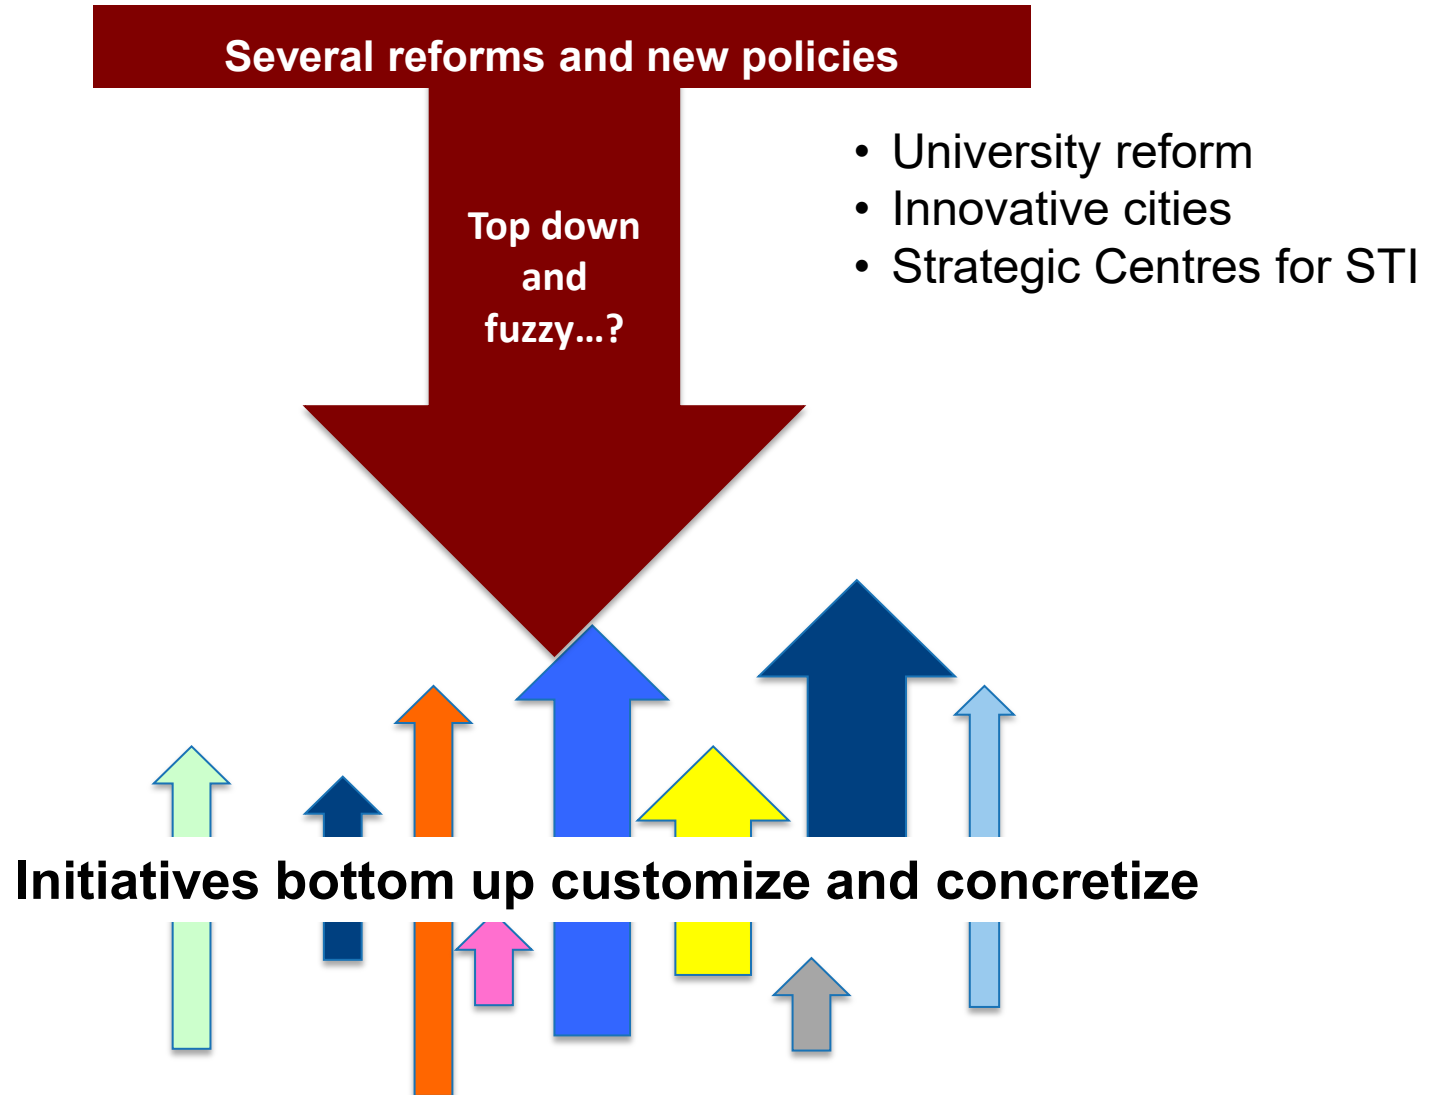 Several reforms and new policies
• University reform
• Innovative cities
• Strategic Centres for STI
Top down
and
fuzzy...?
Initiatives bottom up customize and concretize